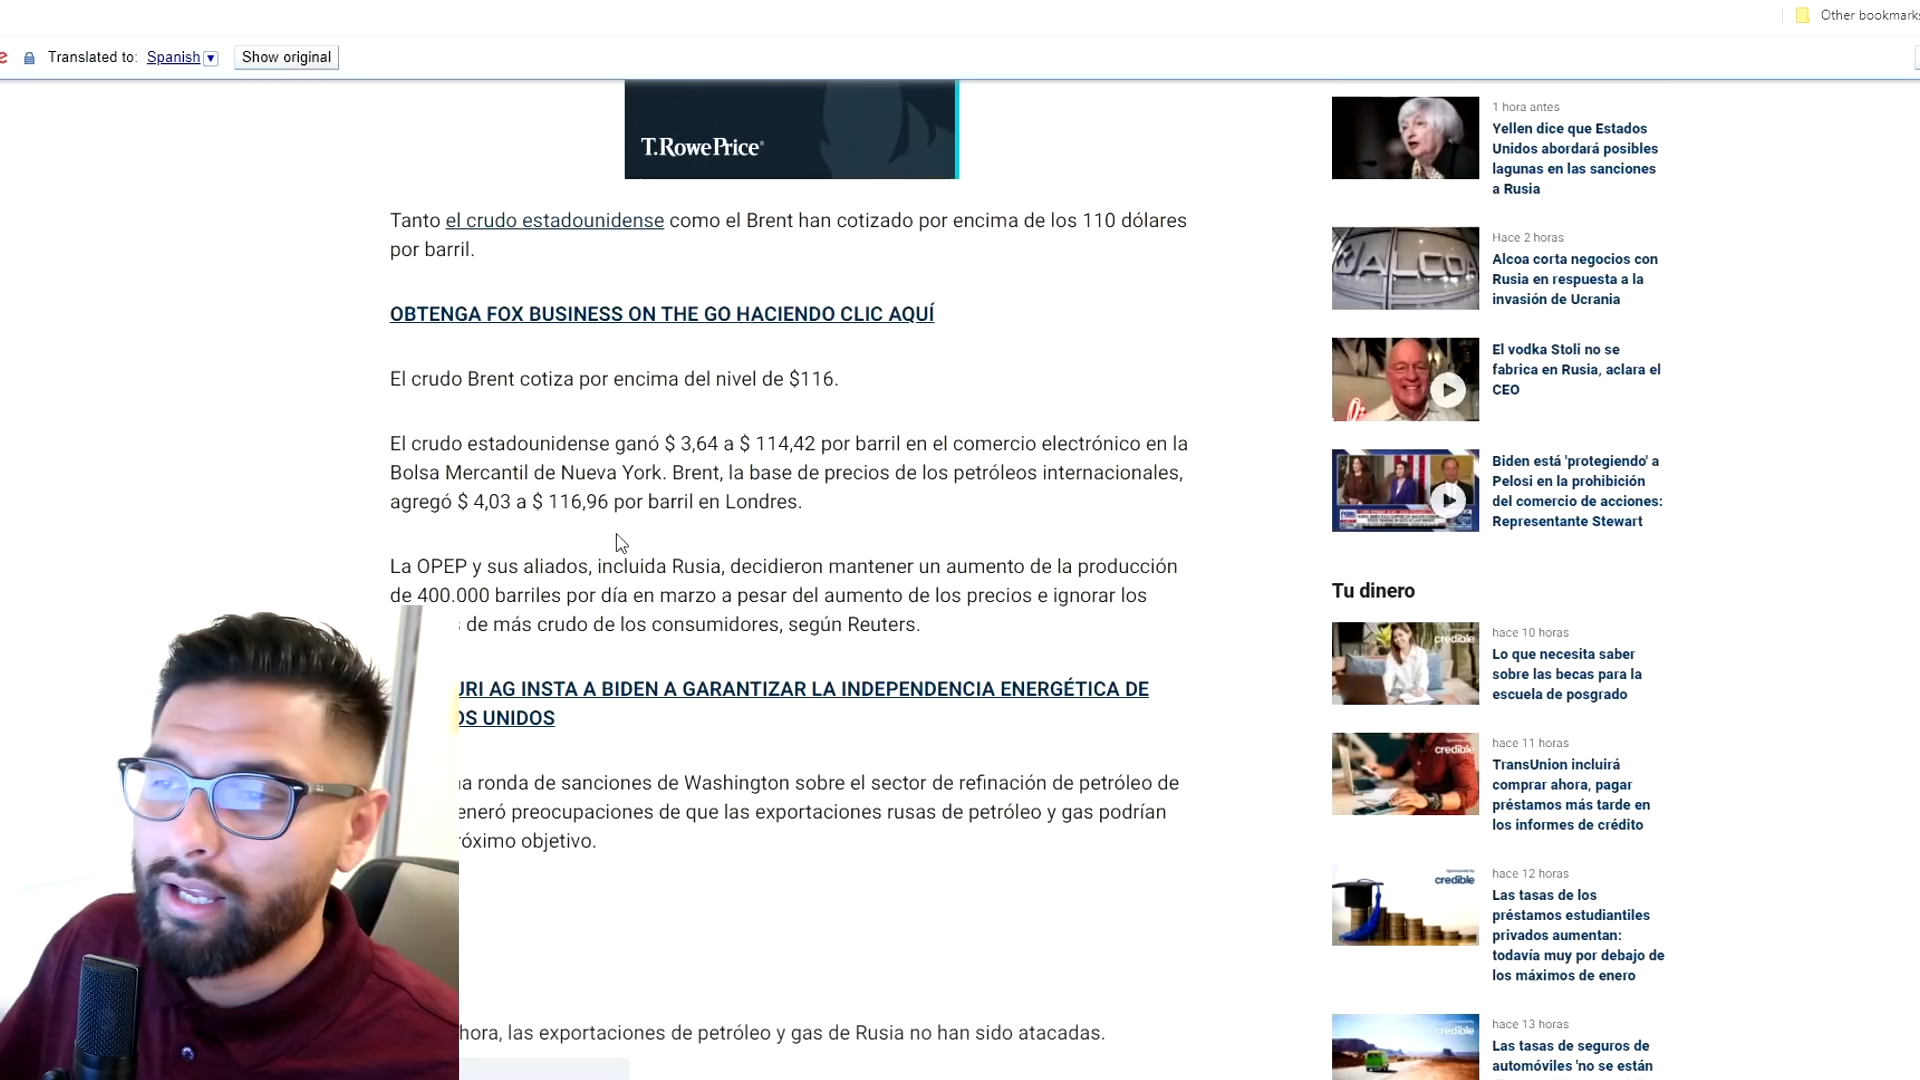 Other bookmarks
Translated to: Spanish ▼ Show original
T.RowePrice
Tanto el crudo estadounidense como el Brent han cotizado por encima de los 110 dólares
por barril.
OBTENGA FOX BUSINESS ON THE GO HACIENDO CLIC AQUÍ
El crudo Brent cotiza por encima del nivel de $116.
El crudo estadounidense ganó $ 3,64 a $ 114,42 por barril en el comercio electrónico en la
Bolsa Mercantil de Nueva York. Brent, la base de precios de los petróleos internacionales,
agregó $ 4,03 a $ 116,96 por barril en Londres.
La OPEP y sus aliados, incluida Rusia, decidieron mantener un aumento de la producción
de 400.000 barriles por día en marzo a pesar del aumento de los precios e ignorar los
de más crudo de los consumidores, según Reuters.
URI AG INSTA A BIDEN A GARANTIZAR LA INDEPENDENCIA ENERGÉTICA DE
OS UNIDOS
na ronda de sanciones de Washington sobre el sector de refinación de petróleo de
eneró preocupaciones de que las exportaciones rusas de petróleo y gas podrían
róximo objetivo.
hora, las exportaciones de petróleo y gas de Rusia no han sido atacadas.
1 hora antes
Yellen dice que Estados
Unidos abordará posibles
lagunas en las sanciones
a Rusia
ALCOA
Hace 2 horas
Alcoa corta negocios con
Rusia en respuesta a la
invasión de Ucrania
El vodka Stoli no se
fabrica en Rusia, aclara el
CEO
Biden está 'protegiendo' a
Pelosi en la prohibición
del comercio de acciones:
Representante Stewart
Tu dinero
credible
hace 10 horas
Lo que necesita saber
sobre las becas para la
escuela de posgrado
credible
hace 11 horas
TransUnion incluirá
comprar ahora, pagar
préstamos más tarde en
los informes de crédito
credible
hace 12 horas
Las tasas de los
préstamos estudiantiles
privados aumentan:
todavía muy por debajo de
los máximos de enero
credible
hace 13 horas
Las tasas de seguros de
automóviles 'no se están